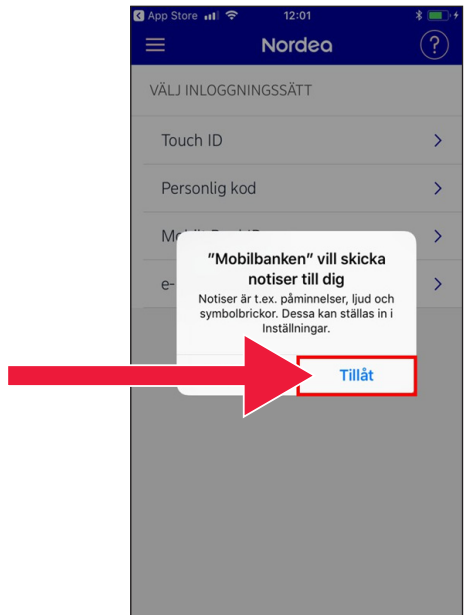 App Store 12:01
Nordea
?
VÄLJ INLOGGNINGSSÄTT
Touch ID
Personlig kod
e-
"Mobilbanken" vill skicka
notiser till dig
Notiser är t.ex. påminnelser, ljud och
symbolbrickor. Dessa kan ställas in i
Inställningar.
Tillåt